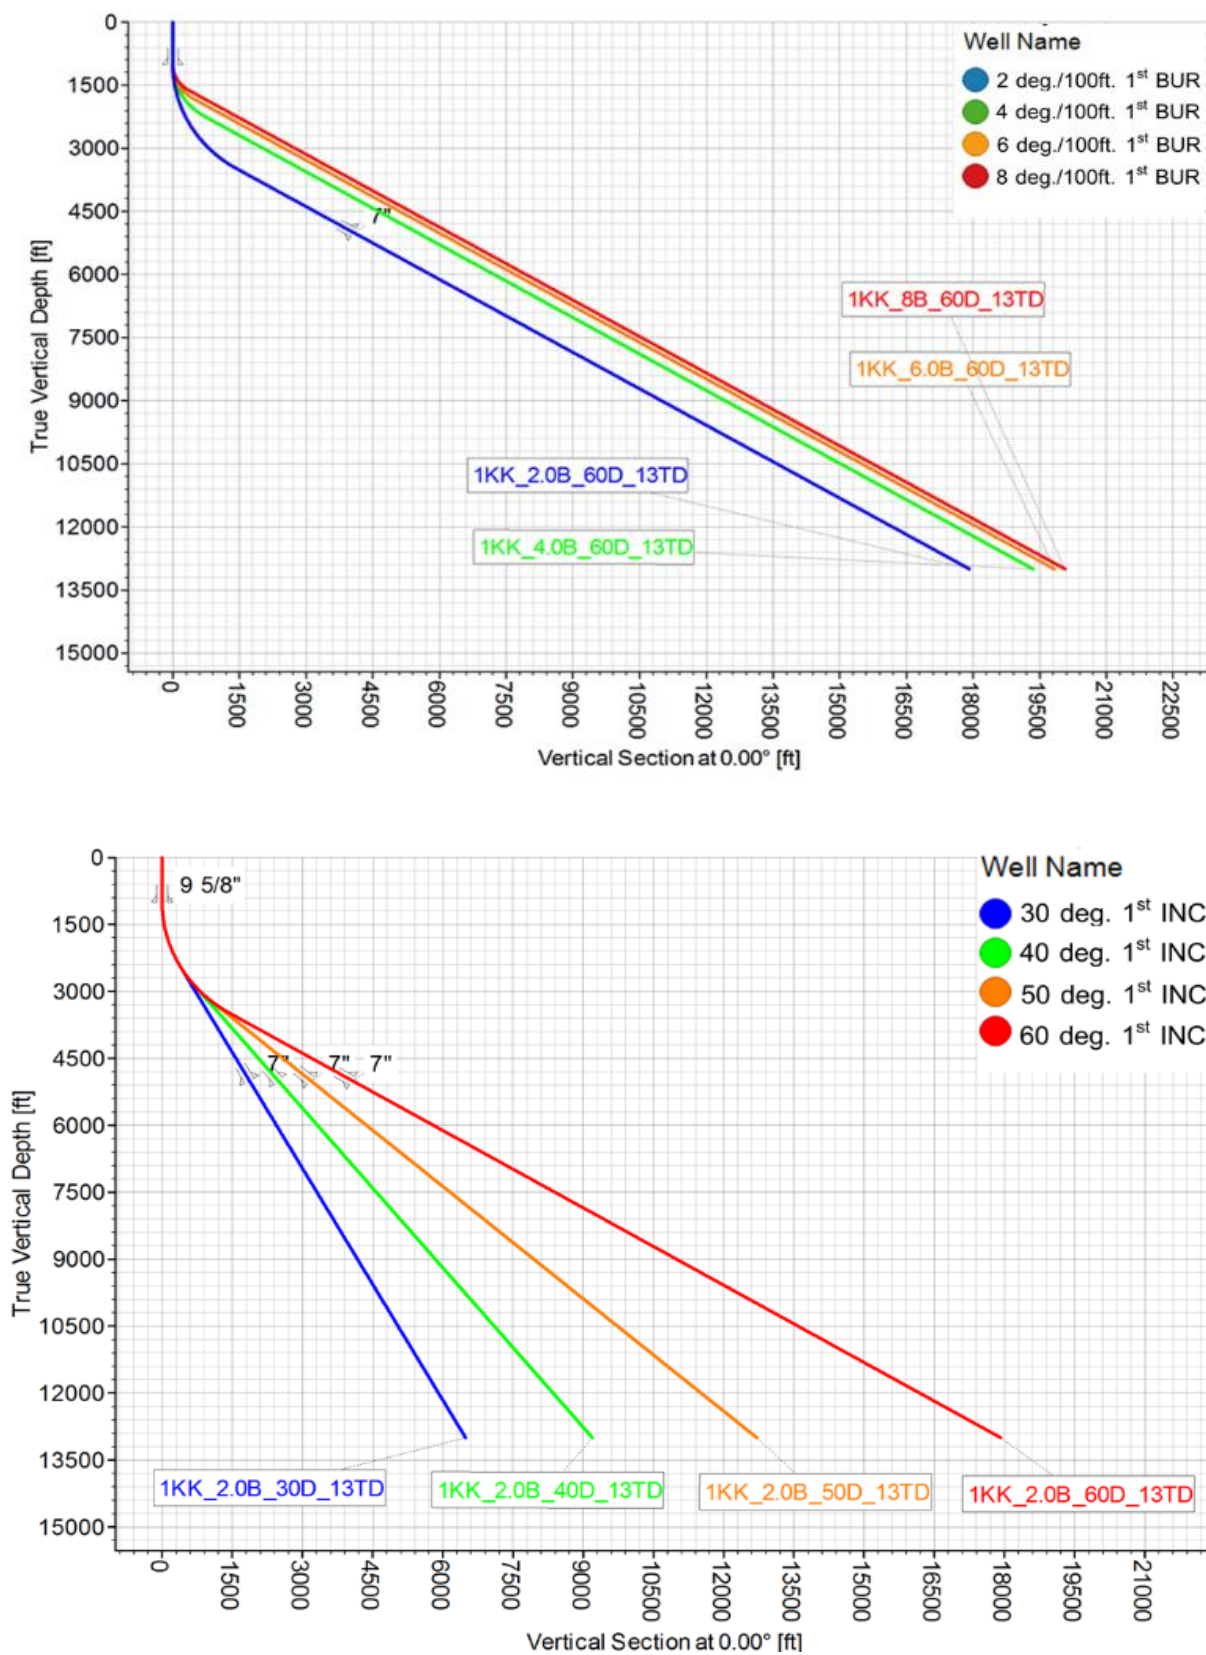 0
1500
3000
4500
6000
7500
9000
10500
12000
13500
15000
True Vertical Depth [ft]
Well Name
2 deg./100ft. 1st BUR
4 deg./100ft. 1st BUR
6 deg./100ft. 1st BUR
8 deg./100ft. 1st BUR
7"
1KK_8B_60D_13TD
1KK_6.0B_60D_13TD
1KK_2.0B_60D_13TD
1KK_4.0B_60D_13TD
0 1500 3000 4500 6000 7500 9000 10500 12000 13500 15000 16500 18000 19500 21000 22500
Vertical Section at 0.00° [ft]
0
1500
3000
4500
6000
7500
9000
10500
12000
13500
15000
True Vertical Depth [ft]
9 5/8"
Well Name
30 deg. 1st INC
40 deg. 1st INC
50 deg. 1st INC
60 deg. 1st INC
7" 7" 7"
1KK_2.0B_30D_13TD
1KK_2.0B_40D_13TD
1KK_2.0B_50D_13TD
1KK_2.0B_60D_13TD
0 1500 3000 4500 6000 7500 9000 10500 12000 13500 15000 16500 18000 19500 21000
Vertical Section at 0.00° [ft]